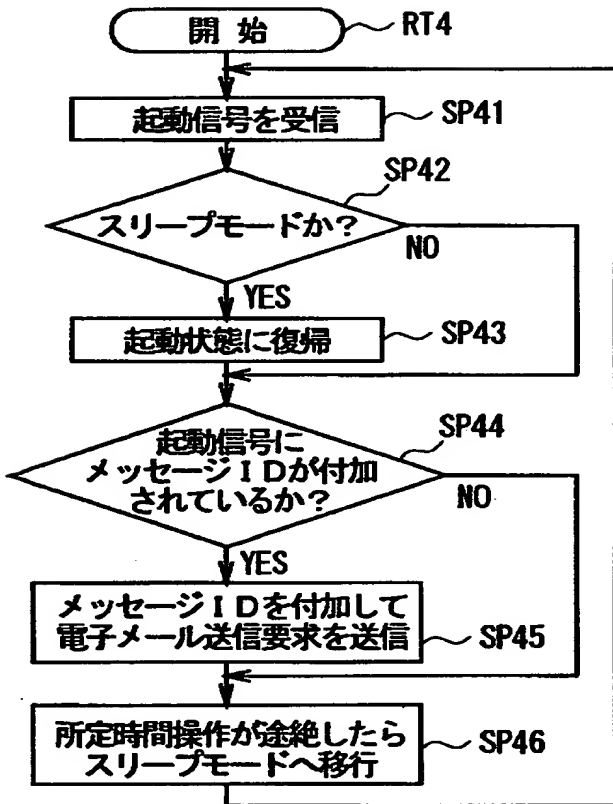 開 始
RT4
起動信号を受信
SP41
SP42
スリープモードか?
NO
YES
起動状態に復帰
SP43
起動信号に
メッセージIDが付加
されているか?
SP44
NO
YES
メッセージIDを付加して
電子メール送信要求を送信
SP45
所定時間操作が途絶したら
スリープモードへ移行
SP46